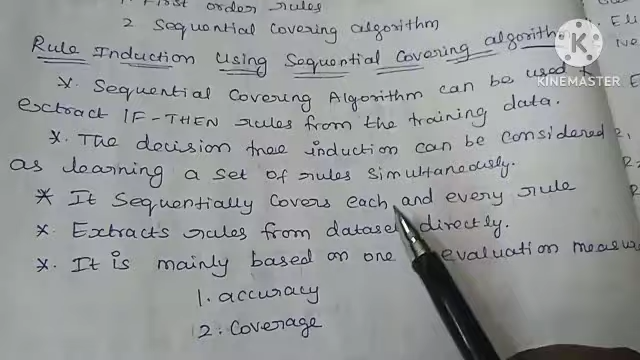 1. First order rules
2 Sequential Covering algorithm
Rule Induction Using Sequential Covering algorithm
KINEMASTER
*. Sequential Covering Algorithm can be used
extract IF-THEN rules from the training data.
*. The decision tree induction can be considered
as learning a set of rules simultaneously.
* It Sequentially covers each and every rule
*. Extracts rules from dataset directly.
*. It is mainly based on one evaluation measu
1. accuracy
2. Coverage